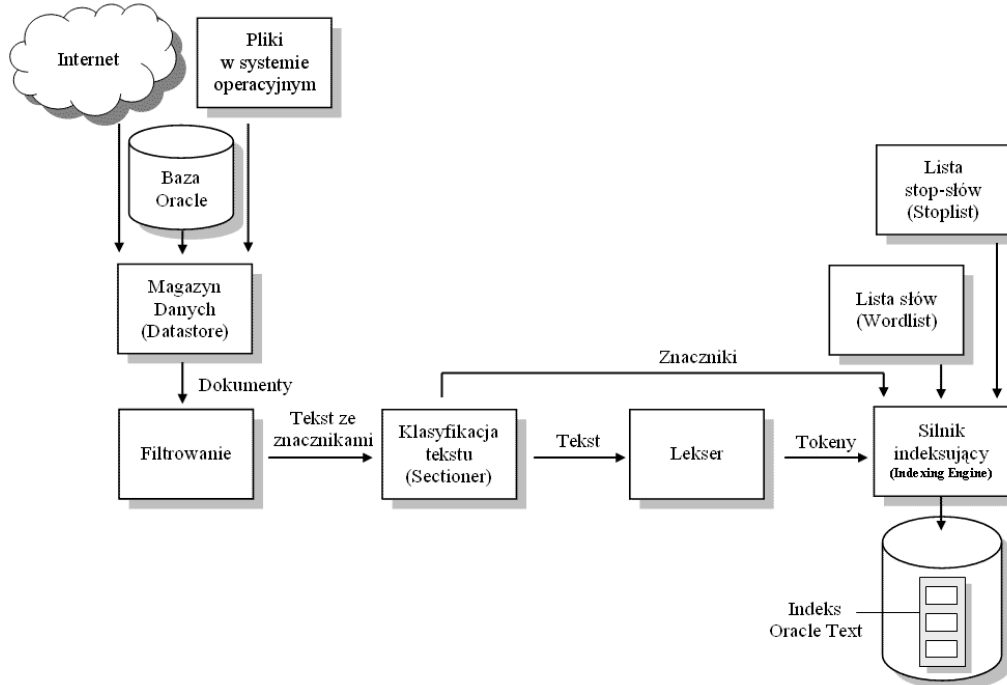 Internet
Pliki
w systemie
operacyjnym
Baza
Oracle
Lista
stop-słów
(Stoplist)
Magazyn
Danych
(Datastore)
Lista słów
(Wordlist)
Znaczniki
Dokumenty
Filtrowanie
Tekst ze
znacznikami
Klasyfikacja
tekstu
(Sectioner)
Tekst
Lekser
Tokeny
Silnik
indeksujący
(Indexing Engine)
Indeks
Oracle Text